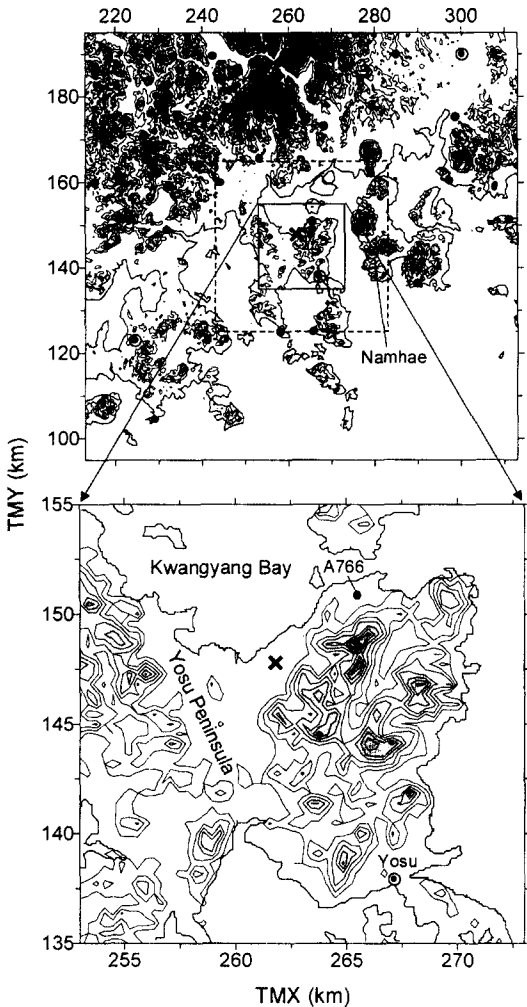 220 240 260 280 300
180
160
140
120
100
Namhae
TMY (km)
155
150
145
140
135
Kwangyang Bay
A766
Yosu Peninsula
Yosu
255 260 265 270
TMX (km)